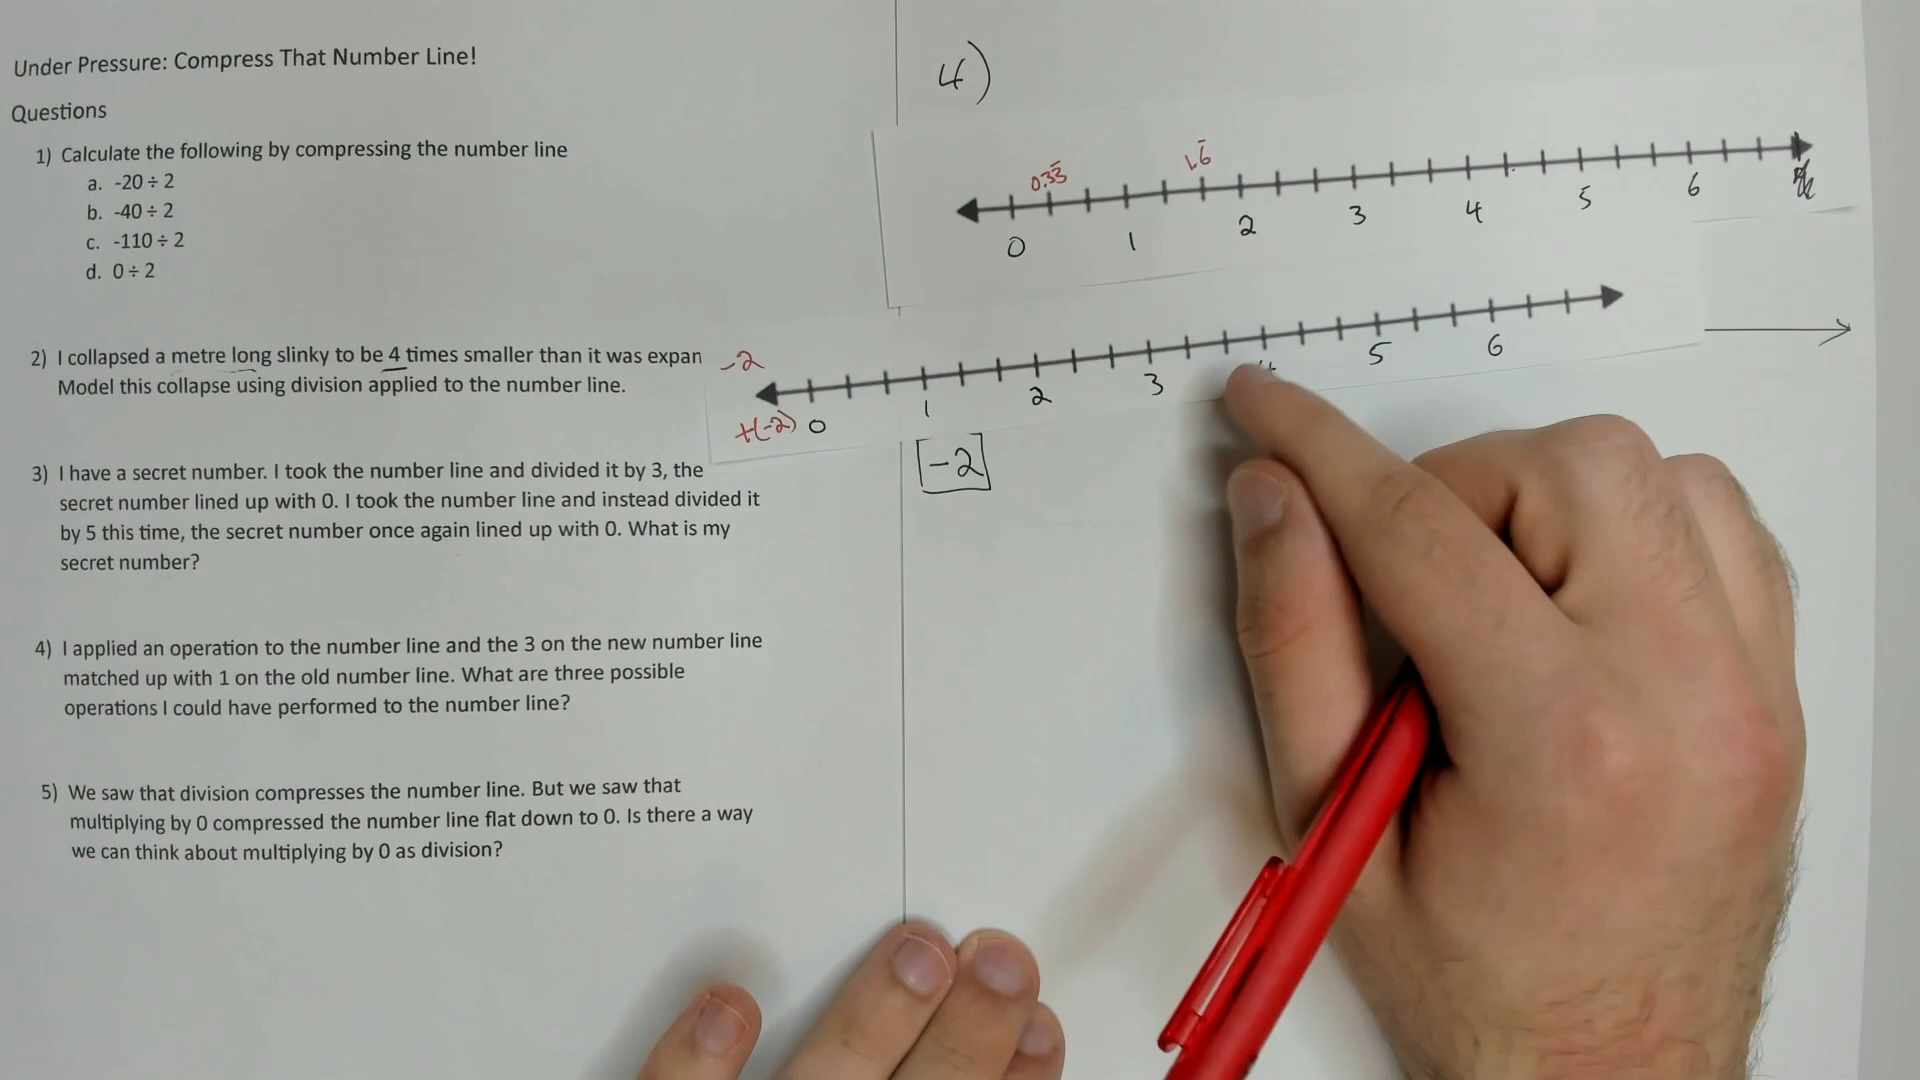 Under Pressure: Compress That Number Line!
Questions
1) Calculate the following by compressing the number line
a. -20 ÷ 2
b. -40 ÷ 2
c. -110 ÷ 2
d. 0 ÷ 2
2) I collapsed a metre long slinky to be 4 times smaller than it was expan
Model this collapse using division applied to the number line.
3) I have a secret number. I took the number line and divided it by 3, the
secret number lined up with 0. I took the number line and instead divided it
by 5 this time, the secret number once again lined up with 0. What is my
secret number?
4) I applied an operation to the number line and the 3 on the new number line
matched up with 1 on the old number line. What are three possible
operations I could have performed to the number line?
5) We saw that division compresses the number line. But we saw that
multiplying by 0 compressed the number line flat down to 0. Is there a way
we can think about multiplying by 0 as division?
4)
0.33̅ 1.6̅
0 1 2 3 4 5 6
-2
+(-2) 0 1 2 3 5 6
-2